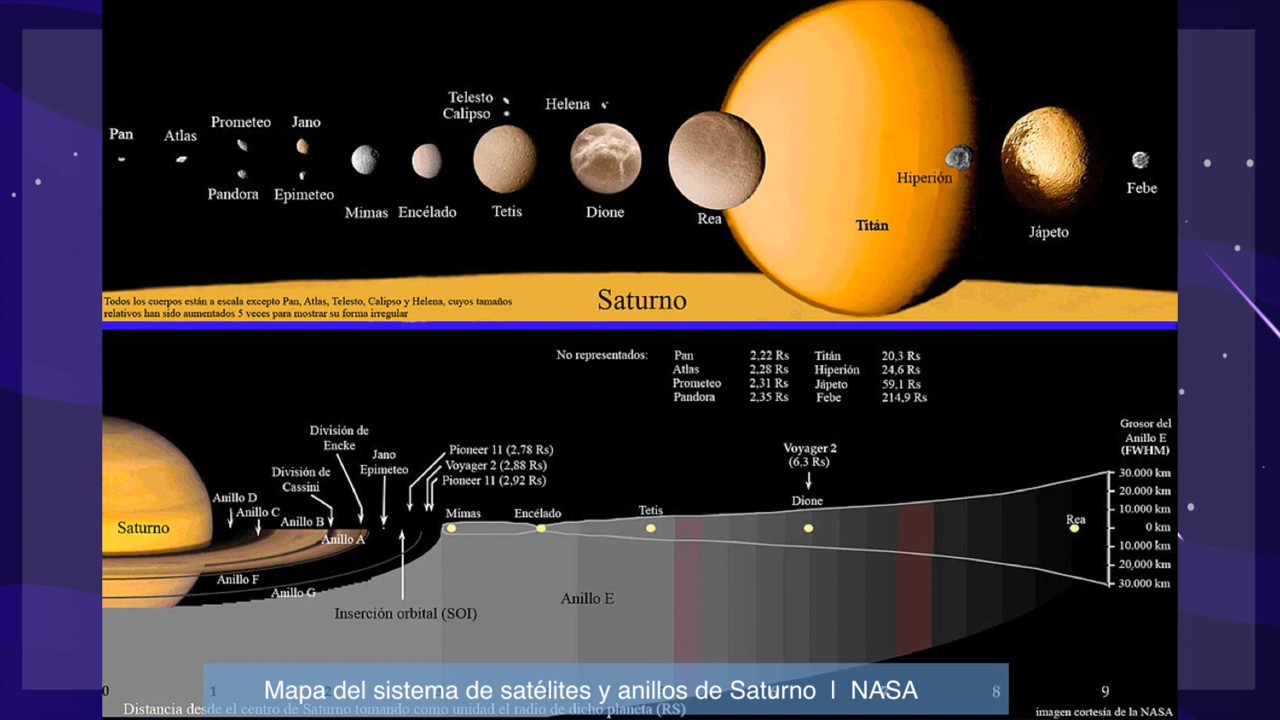 Telesto
Calipso
Helena
Pan
Atlas
Prometeo
Jano
Pandora
Epimeteo
Mimas
Encélado
Tetis
Dione
Rea
Hiperión
Titán
Jápeto
Febe
Todos los cuerpos están a escala excepto Pan, Atlas, Telesto, Calipso y Helena, cuyos tamaños
relativos han sido aumentados 5 veces para mostrar su forma irregular
Saturno
No representados:
Pan 2,22 Rs Titán 20,3 Rs
Atlas 2,28 Rs Hiperión 24,6 Rs
Prometeo 2,31 Rs Jápeto 59,1 Rs
Pandora 2,35 Rs Febe 214,9 Rs
División de
Encke
Jano
Epimeteo
División de
Cassini
Anillo D
Anillo C
Anillo B
Anillo A
Saturno
Anillo F
Anillo G
Pioneer 11 (2,78 Rs)
Voyager 2 (2,88 Rs)
Pioneer 11 (2,92 Rs)
Mimas
Encélado
Tetis
Voyager 2
(6,3 Rs)
Dione
Rea
Grosor del
Anillo E
(FWHM)
30.000 km
20.000 km
10.000 km
0 km
10.000 km
20,000 km
30.000 km
Inserción orbital (SOI)
Anillo E
0 1 2 8 9
Mapa del sistema de satélites y anillos de Saturno | NASA
Distancia desde el centro de Saturno tomando como unidad el radio de dicho planeta (RS)
imagen cortesía de la NASA